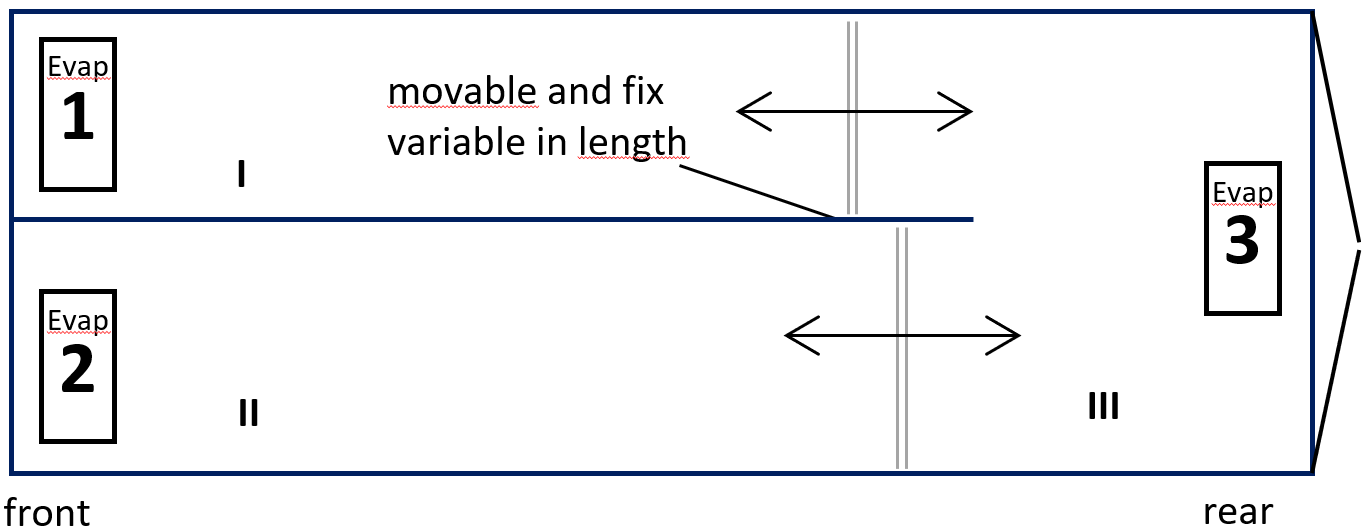 Evap
1
I
movable and fix
variable in length
Evap
2
II
Evap
3
III
front
rear